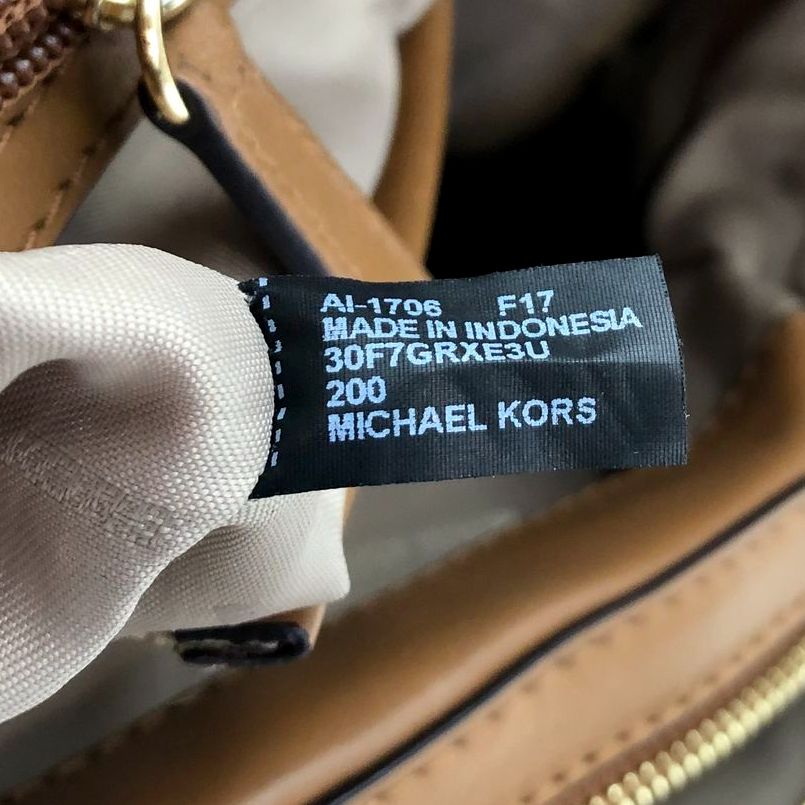 AI-1706 F17
MADE IN INDONESIA
30F7GRXE3U
200
MICHAEL KORS